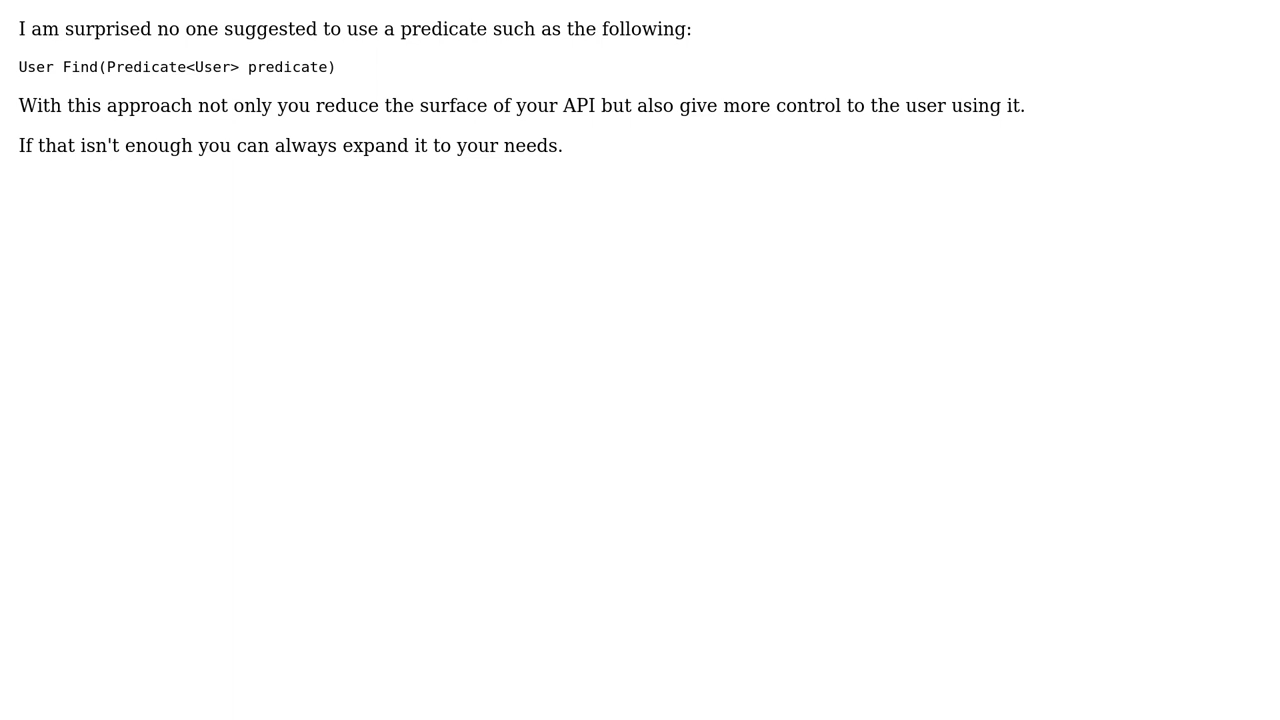 I am surprised no one suggested to use a predicate such as the following:
User Find(Predicate<User> predicate)
With this approach not only you reduce the surface of your API but also give more control to the user using it.
If that isn't enough you can always expand it to your needs.